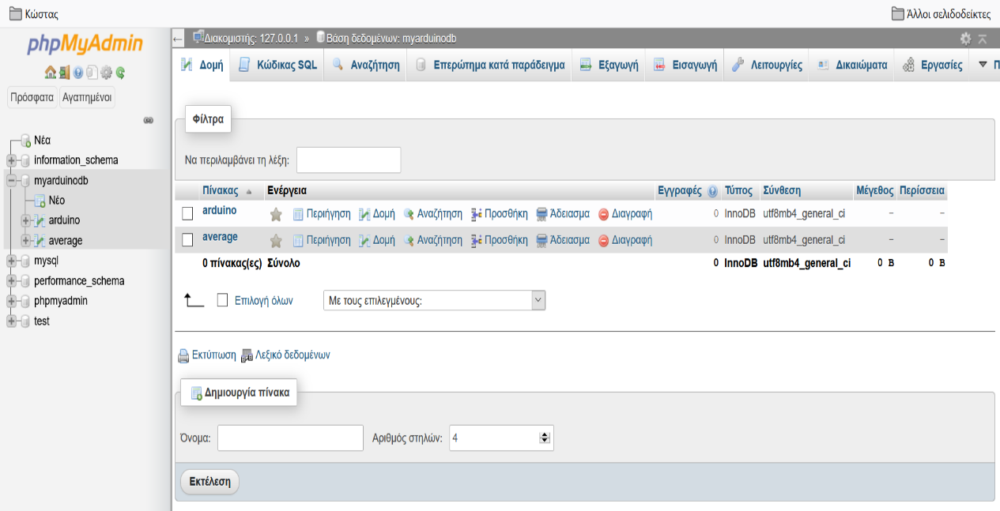 Κώστας
Άλλοι σελιδοδείκτες
phpMyAdmin
Πρόσφατα Αγαπημένοι
Νέα
information_schema
myarduinodb
Νέο
arduino
average
mysql
performance_schema
phpmyadmin
test
Διακομιστής: 127.0.0.1 » Βάση δεδομένων: myarduinodb
Δομή Κώδικας SQL Αναζήτηση Επερώτημα κατά παράδειγμα Εξαγωγή Εισαγωγή Λειτουργίες Δικαιώματα Εργασίες
Φίλτρα
Να περιλαμβάνει τη λέξη:
Πίνακας Ενέργεια Εγγραφές Τύπος Σύνθεση Μέγεθος Περίσσεια
arduino Περιήγηση Δομή Αναζήτηση Προσθήκη Άδειασμα Διαγραφή 0 InnoDB utf8mb4_general_ci – –
average Περιήγηση Δομή Αναζήτηση Προσθήκη Άδειασμα Διαγραφή 0 InnoDB utf8mb4_general_ci – –
0 πίνακας(ες) Σύνολο 0 InnoDB utf8mb4_general_ci 0 B 0 B
Επιλογή όλων Με τους επιλεγμένους:
Εκτύπωση Λεξικό δεδομένων
Δημιουργία πίνακα
Όνομα: Αριθμός στηλών: 4
Εκτέλεση